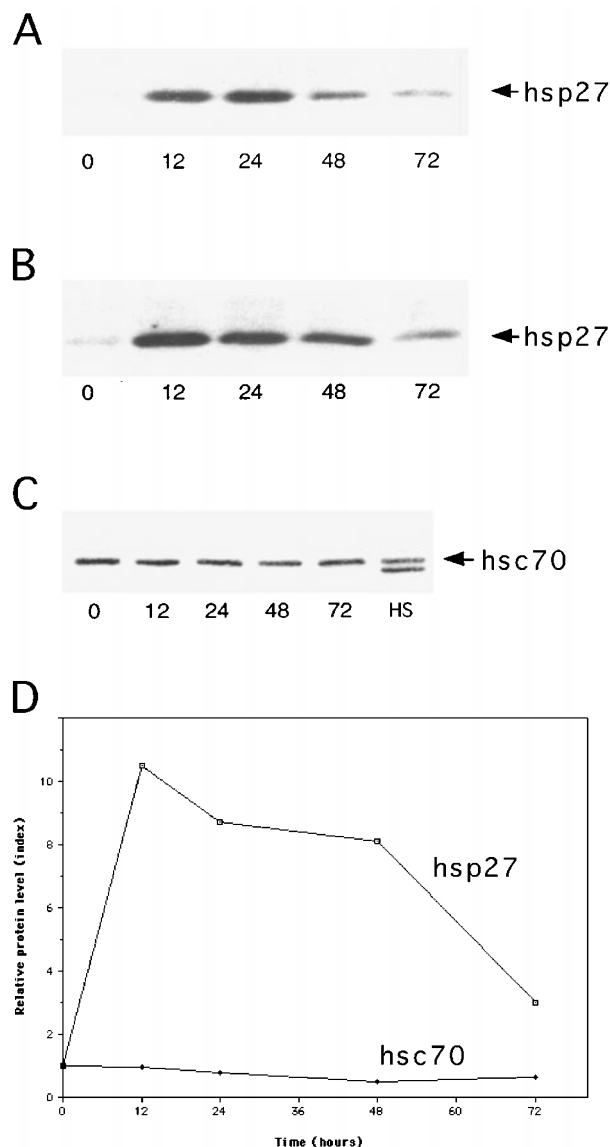 A
hsp27
0 12 24 48 72
B
hsp27
0 12 24 48 72
C
hsc70
0 12 24 48 72 HS
D
Relative protein level (index)
10
8
6
4
2
0
hsp27
hsc70
0 12 24 36 48 60 72
Time (hours)